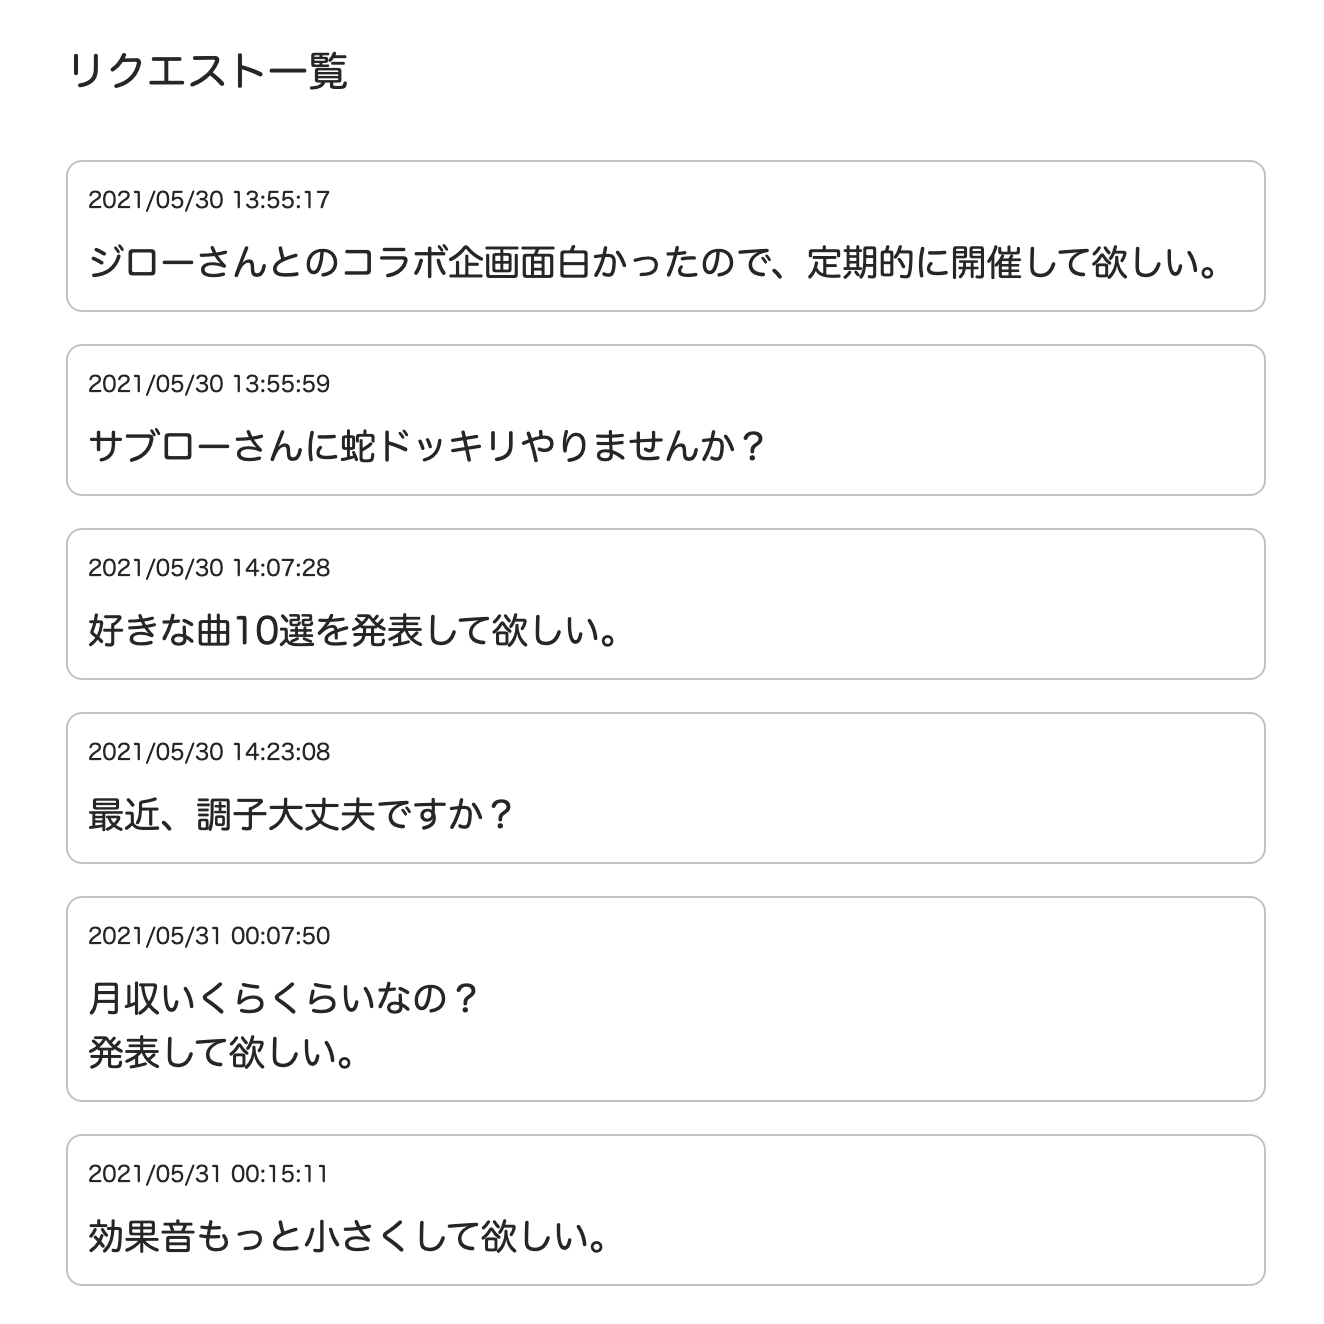 リクエスト一覧
2021/05/30 13:55:17
ジローさんとのコラボ企画面白かったので、定期的に開催して欲しい。
2021/05/30 13:55:59
サブローさんに蛇ドッキリやりませんか？
2021/05/30 14:07:28
好きな曲10選を発表して欲しい。
2021/05/30 14:23:08
最近、調子大丈夫ですか？
2021/05/31 00:07:50
月収いくらくらいなの？
発表して欲しい。
2021/05/31 00:15:11
効果音もっと小さくして欲しい。